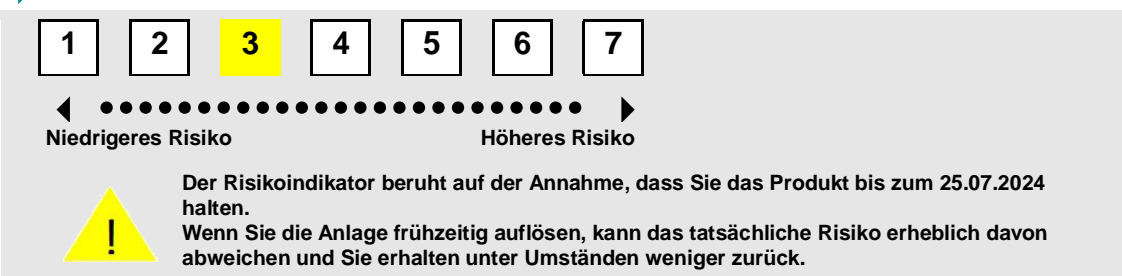 1 2 3 4 5 6 7
Niedrigeres Risiko Höheres Risiko
Der Risikoindikator beruht auf der Annahme, dass Sie das Produkt bis zum 25.07.2024
halten.
Wenn Sie die Anlage frühzeitig auflösen, kann das tatsächliche Risiko erheblich davon
abweichen und Sie erhalten unter Umständen weniger zurück.
!